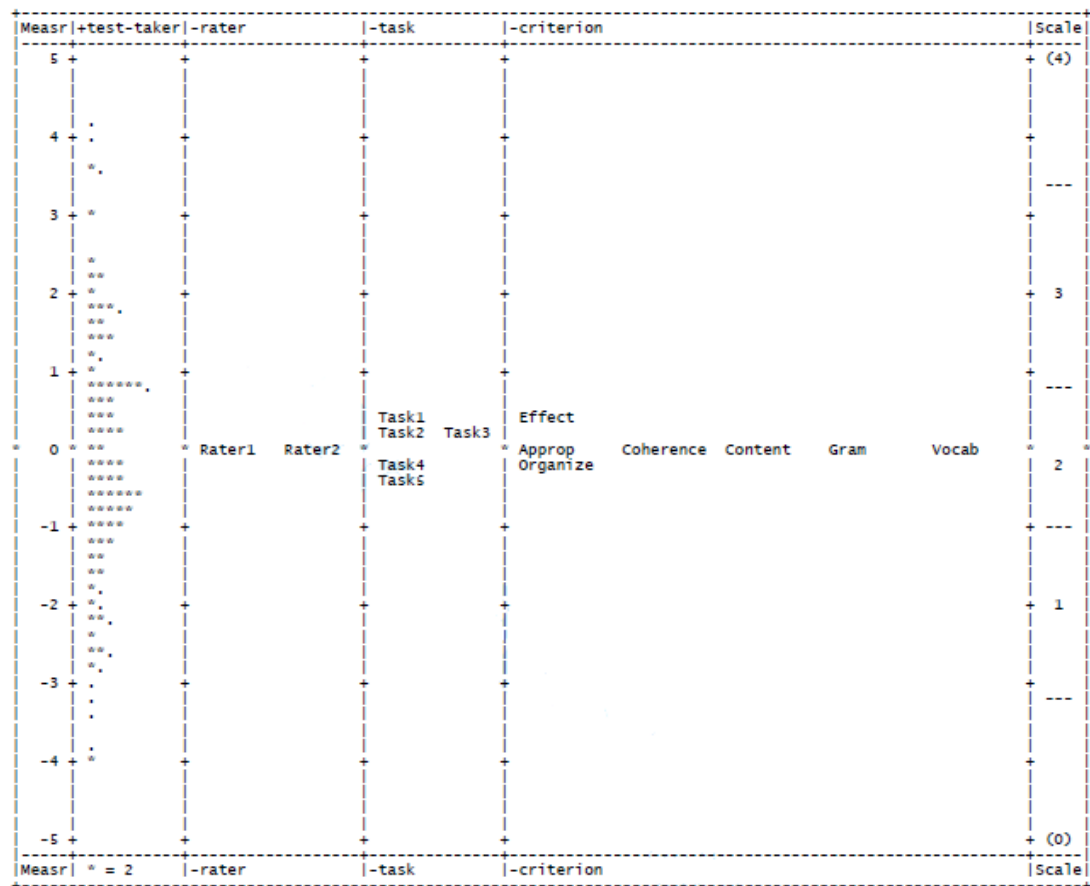 Measr|+test-taker|-rater |-task |-criterion |Scale
5 + + + + + (4)
.
4 + . + + + +
*.
---
3 + * + + + +
*
**
2 + * + + + + 3
***.
**
***
*.
1 + * + + + +
******. ---
***
*** Task1 Effect
**** Task2 Task3
* 0 * ** * Rater1 Rater2 * * Approp Coherence Content Gram Vocab * *
**** Task4 Organize 2
**** Task5
******
*****
-1 + **** + + + + ---
***
**
**
*.
-2 + *. + + + + 1
**.
*
**.
*.
-3 + . + + + +
. ---
.
.
-4 + * + + + +
-5 + + + + + (0)
Measr| * = 2 |-rater |-task |-criterion |Scale